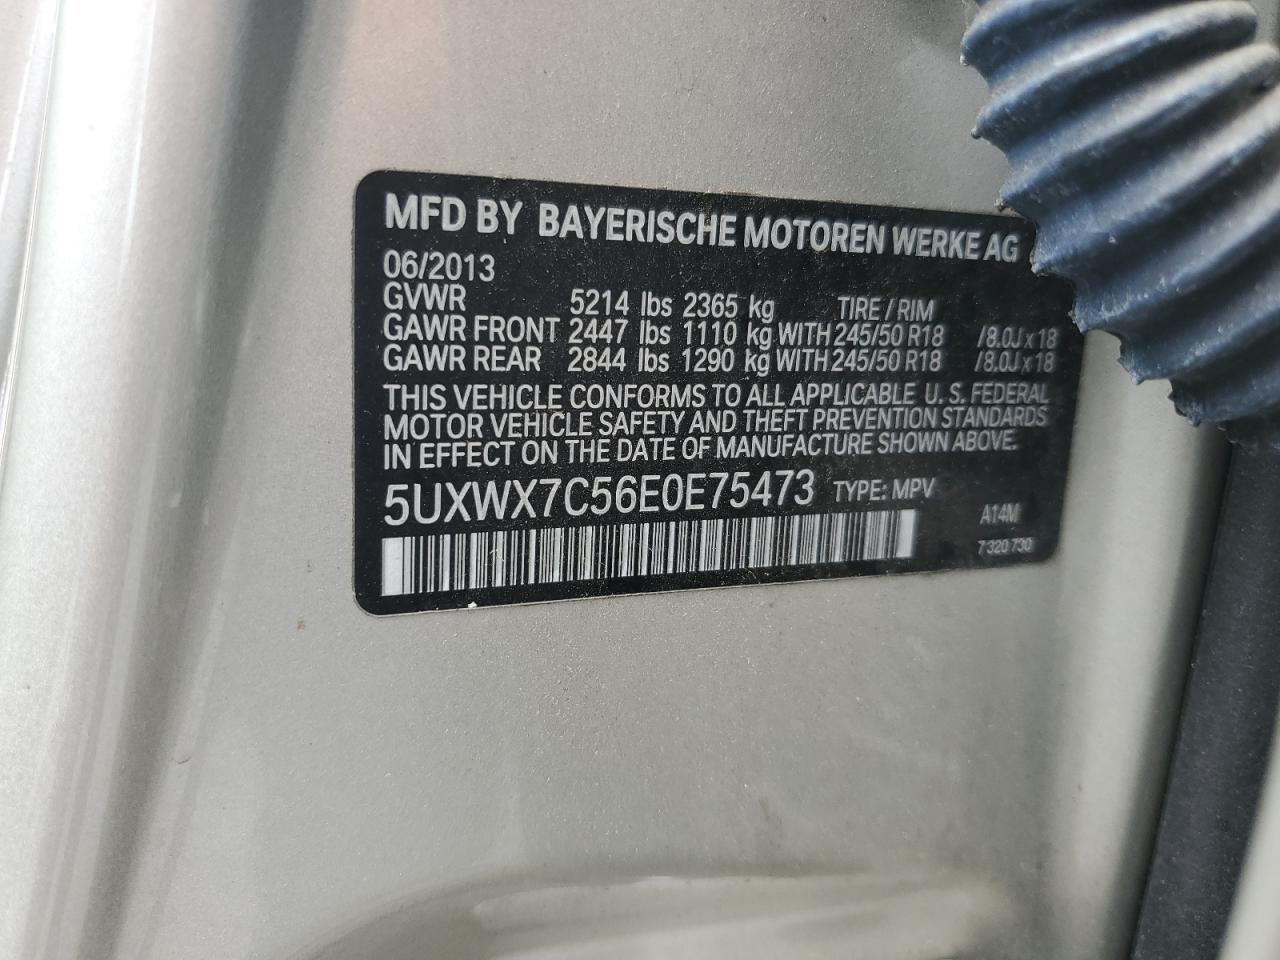 MFD BY BAYERISCHE MOTOREN WERKE AG
06/2013
GVWR 5214 lbs 2365 kg TIRE / RIM
GAWR FRONT 2447 lbs 1110 kg WITH 245/50 R18 /8.0J x 18
GAWR REAR 2844 lbs 1290 kg WITH 245/50 R18 /8.0J x 18
THIS VEHICLE CONFORMS TO ALL APPLICABLE U. S. FEDERAL
MOTOR VEHICLE SAFETY AND THEFT PREVENTION STANDARDS
IN EFFECT ON THE DATE OF MANUFACTURE SHOWN ABOVE.
5UXWX7C56E0E75473 TYPE: MPV
A14M
7 320 730